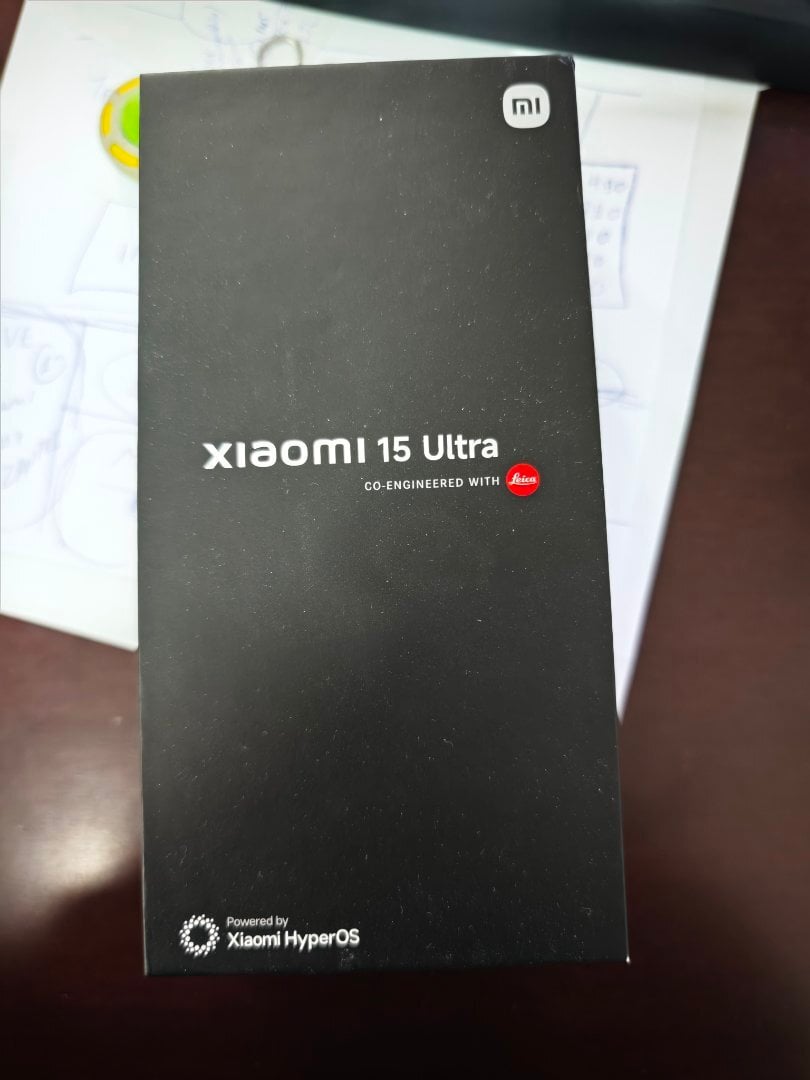 mi
xiaomi 15 Ultra
CO-ENGINEERED WITH Leica
Powered by
Xiaomi HyperOS